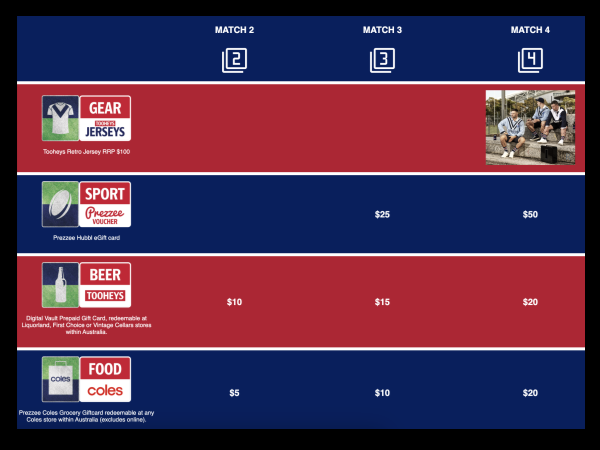 MATCH 2
MATCH 3
MATCH 4
2
3
4
GEAR
TOOHEYS
JERSEYS
Tooheys Retro Jersey RRP $100
SPORT
Prezzee
VOUCHER
Prezzee Hubbl eGift card
$25
$50
BEER
TOOHEYS
Digital Vault Prepaid Gift Card, redeemable at
Liquorland, First Choice or Vintage Cellars stores
within Australia.
$10
$15
$20
coles
FOOD
coles
Prezzee Coles Grocery Giftcard redeemable at any
Coles store within Australia (excludes online).
$5
$10
$20